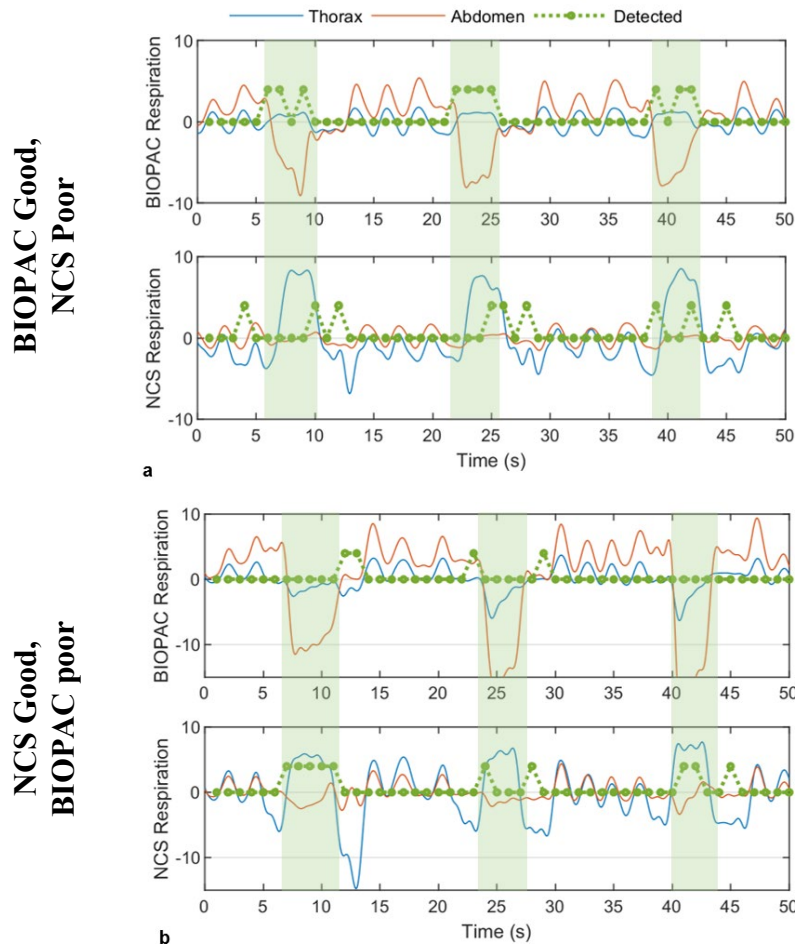 Thorax Abdomen Detected
BIOPAC Good,
NCS Poor
BIOPAC Respiration
10
0
-10
0 5 10 15 20 25 30 35 40 45 50
NCS Respiration
10
0
-10
0 5 10 15 20 25 30 35 40 45 50
Time (s)
a
NCS Good,
BIOPAC poor
BIOPAC Respiration
10
0
-10
0 5 10 15 20 25 30 35 40 45 50
NCS Respiration
10
0
-10
0 5 10 15 20 25 30 35 40 45 50
Time (s)
b